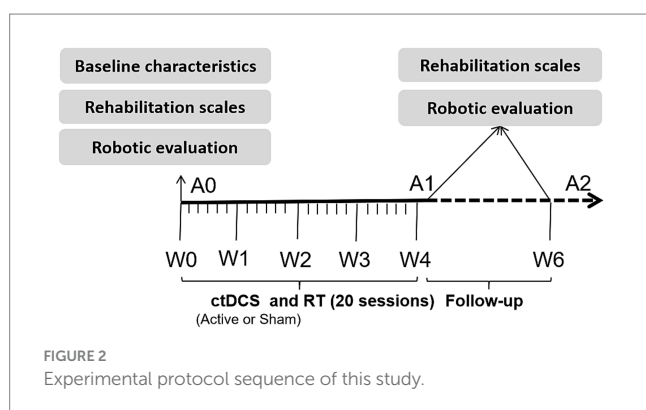 Baseline characteristics
Rehabilitation scales
Robotic evaluation
Rehabilitation scales
Robotic evaluation
A0
A1
A2
W0 W1 W2 W3 W4 W6
ctDCS and RT (20 sessions) Follow-up
(Active or Sham)
FIGURE 2
Experimental protocol sequence of this study.